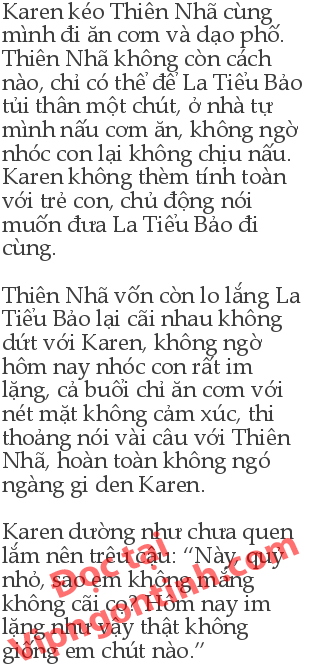 Karen kéo Thiên Nhã cùng
mình đi ăn cơm và dạo phố.
Thiên Nhã không còn cách
nào, chỉ có thể để La Tiểu Bảo
tủi thân một chút, ở nhà tự
mình nấu cơm ăn, không ngờ
nhóc con lại không chịu nấu.
Karen không thèm tính toàn
với trẻ con, chủ động nói
muốn đưa La Tiểu Bảo đi
cùng.
Thiên Nhã vốn còn lo lắng La
Tiểu Bảo lại cãi nhau không
dứt với Karen, không ngờ
hôm nay nhóc con rất im
lặng, cả buổi chỉ ăn cơm với
nét mặt không cảm xúc, thi
thoảng nói vài câu với Thiên
Nhã, hoàn toàn không ngó
ngàng gi den Karen.
Karen dường như chưa quen
lắm nên trêu câu: “Này, quỷ
nhỏ, sao em không mắng
không cãi cọ? Hôm nay im
lặng như vậy thật không
giống em chút nào.”
Đọc tại
Vipngontinh.com